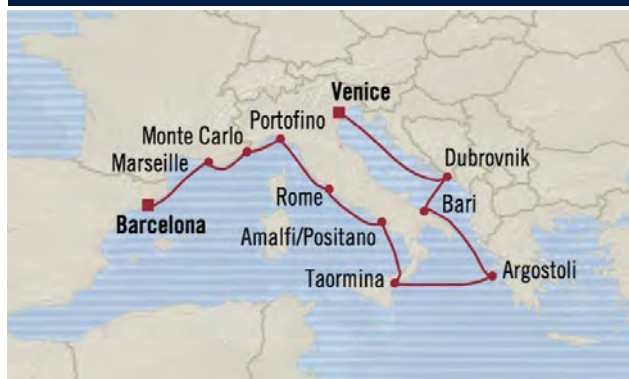 Venice
Portofino
Monte Carlo
Marseille
Dubrovnik
Rome
Bari
Barcelona
Amalfi/Positano
Taormina
Argostoli